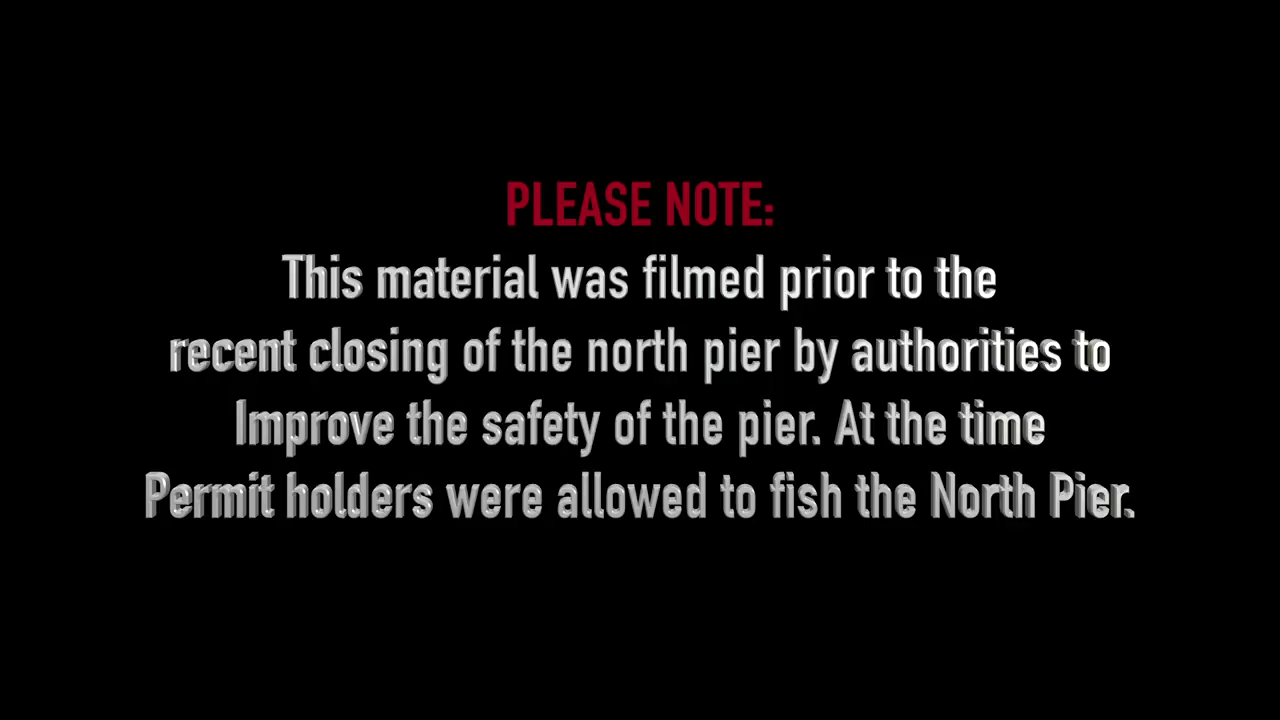 PLEASE NOTE:
This material was filmed prior to the
recent closing of the north pier by authorities to
Improve the safety of the pier. At the time
Permit holders were allowed to fish the North Pier.